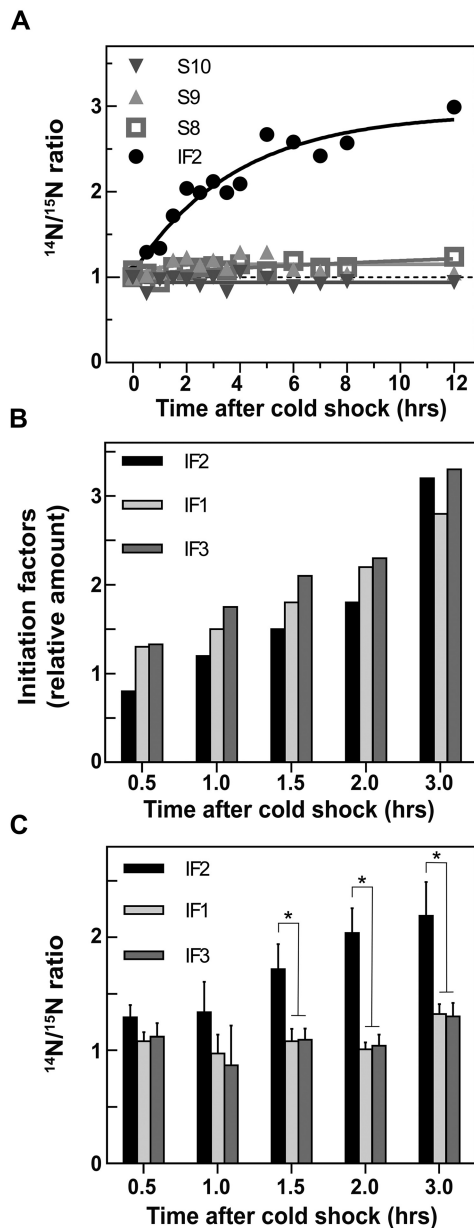 A
S10
S9
S8
IF2
¹⁴N/¹⁵N ratio
3
2
1
0
0 2 4 6 8 10 12
Time after cold shock (hrs)
B
IF2
IF1
IF3
Initiation factors
(relative amount)
3
2
1
0
0.5 1.0 1.5 2.0 3.0
Time after cold shock (hrs)
C
IF2
IF1
IF3
* * *
¹⁴N/¹⁵N ratio
2
1
0
0.5 1.0 1.5 2.0 3.0
Time after cold shock (hrs)